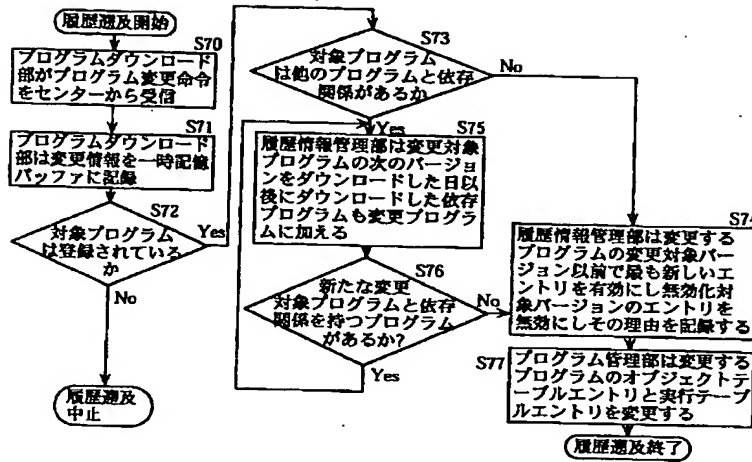 履歴遡及開始
S70
プログラムダウンロード
部がプログラム変更命令
をセンターから受信
S71
プログラムダウンロード
部は変更情報を一時記憶
バッファに記録
S72
対象プログラム
は登録されている
か
Yes
No
履歴遡及
中止
S73
対象プログラム
は他のプログラムと依存
関係があるか
No
Yes
S75
履歴情報管理部は変更対象
プログラムの次のバージョ
ンをダウンロードした日以
後にダウンロードした依存
プログラムも変更プログラ
ムに加える
S76
新たな変更
対象プログラムと依存
関係を持つプログラム
があるか?
No
Yes
S74
履歴情報管理部は変更する
プログラムの変更対象バー
ジョン以前で最も新しいエ
ントリを有効にし無効化対
象バージョンのエントリを
無効にしその理由を記録する
S77
プログラム管理部は変更する
プログラムのオブジェクトテ
ーブルエントリと実行テーブ
ルエントリを変更する
履歴遡及終了